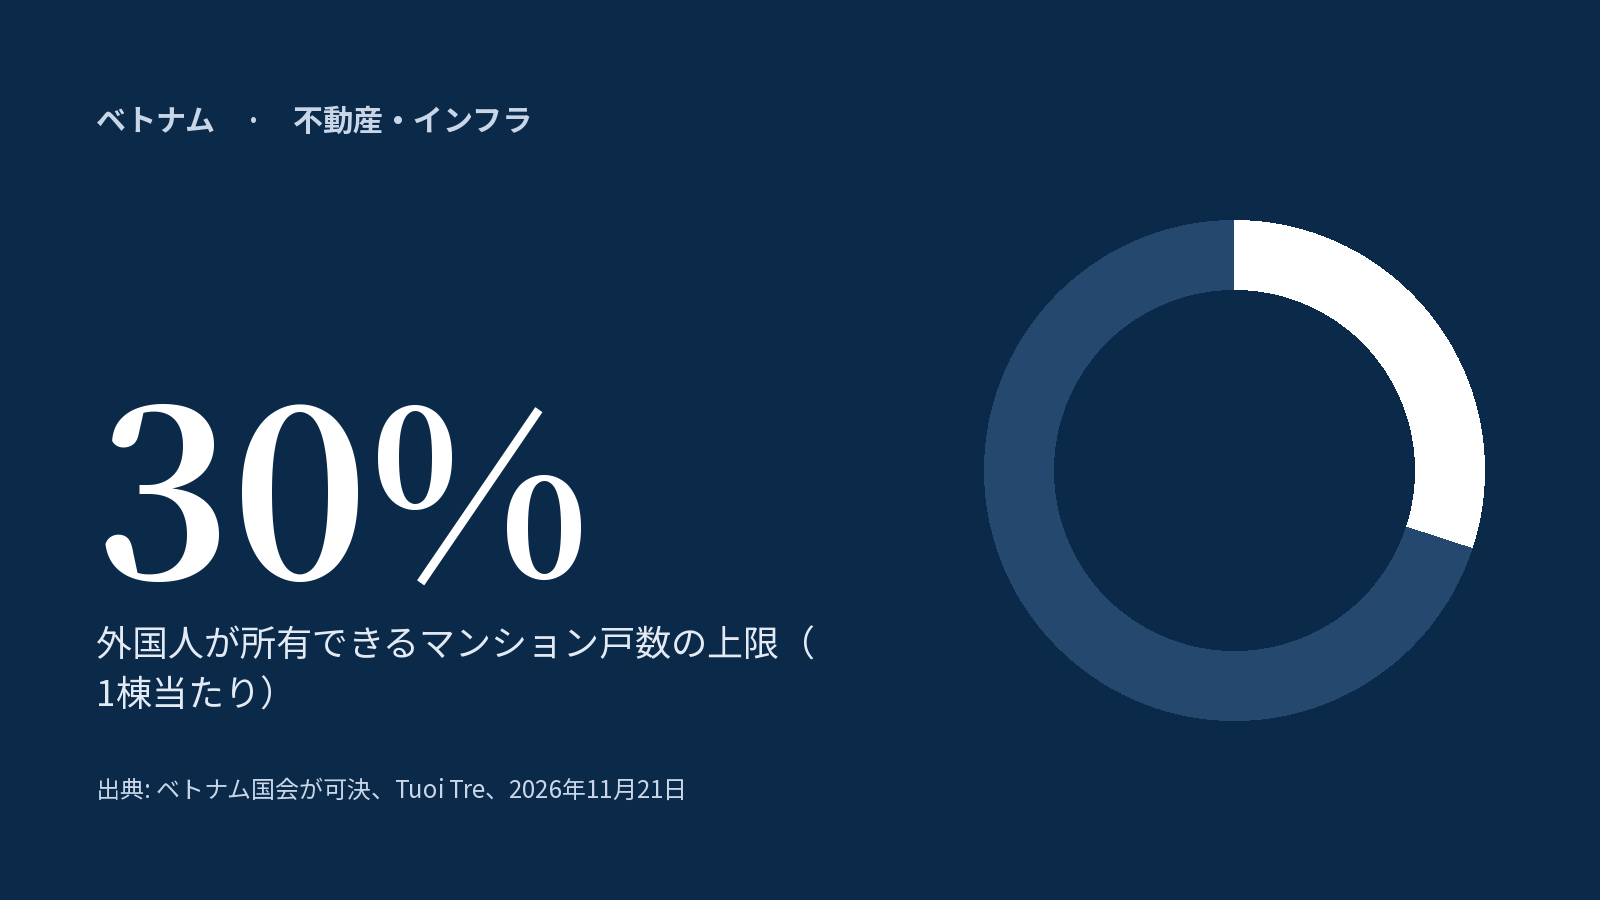 ベトナム · 不動産・インフラ
30%
外国人が所有できるマンション戸数の上限（
1棟当たり）
出典: ベトナム国会が可決、Tuoi Tre、2026年11月21日